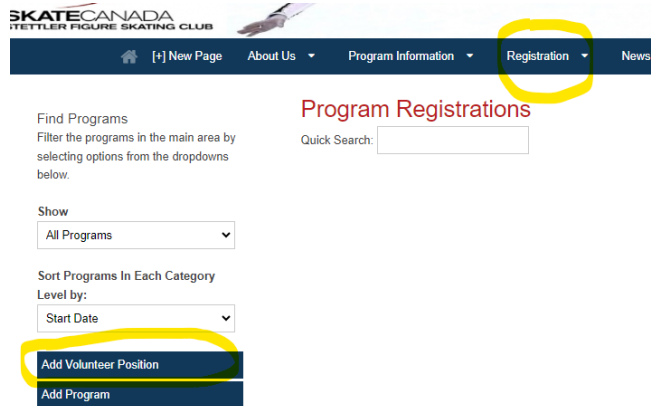 SKATECANADA
STETTLER FIGURE SKATING CLUB
[+] New Page About Us Program Information Registration News
Program Registrations
Quick Search:
Find Programs
Filter the programs in the main area by
selecting options from the dropdowns
below.
Show
All Programs
Sort Programs In Each Category
Level by:
Start Date
Add Volunteer Position
Add Program